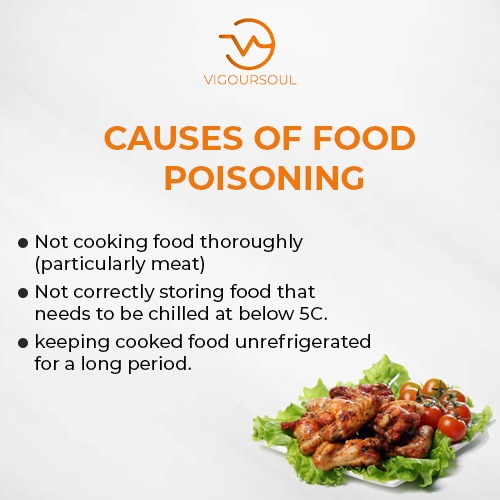 VIGOURSOUL
CAUSES OF FOOD
POISONING
● Not cooking food thoroughly
(particularly meat)
● Not correctly storing food that
needs to be chilled at below 5C.
● keeping cooked food unrefrigerated
for a long period.